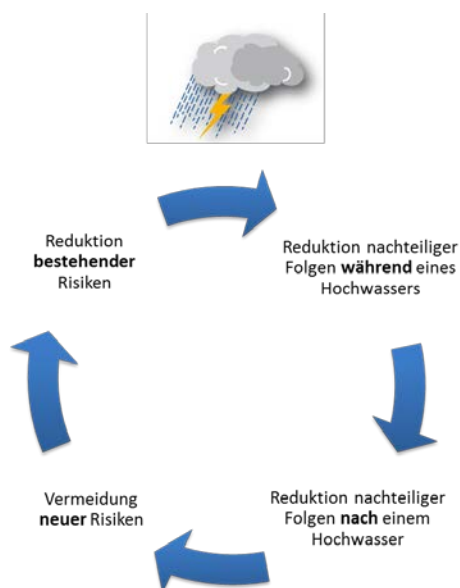 Reduktion
bestehender
Risiken
Reduktion nachteiliger
Folgen während eines
Hochwassers
Reduktion nachteiliger
Folgen nach einem
Hochwasser
Vermeidung
neuer Risiken